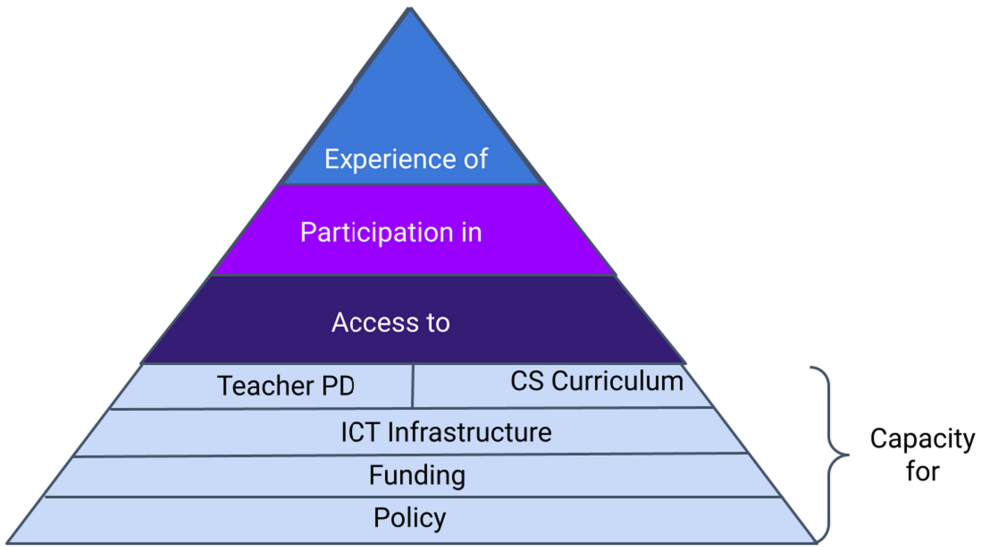 Experience of
Participation in
Access to
Teacher PD
CS Curriculum
ICT Infrastructure
Funding
Policy
Capacity
for